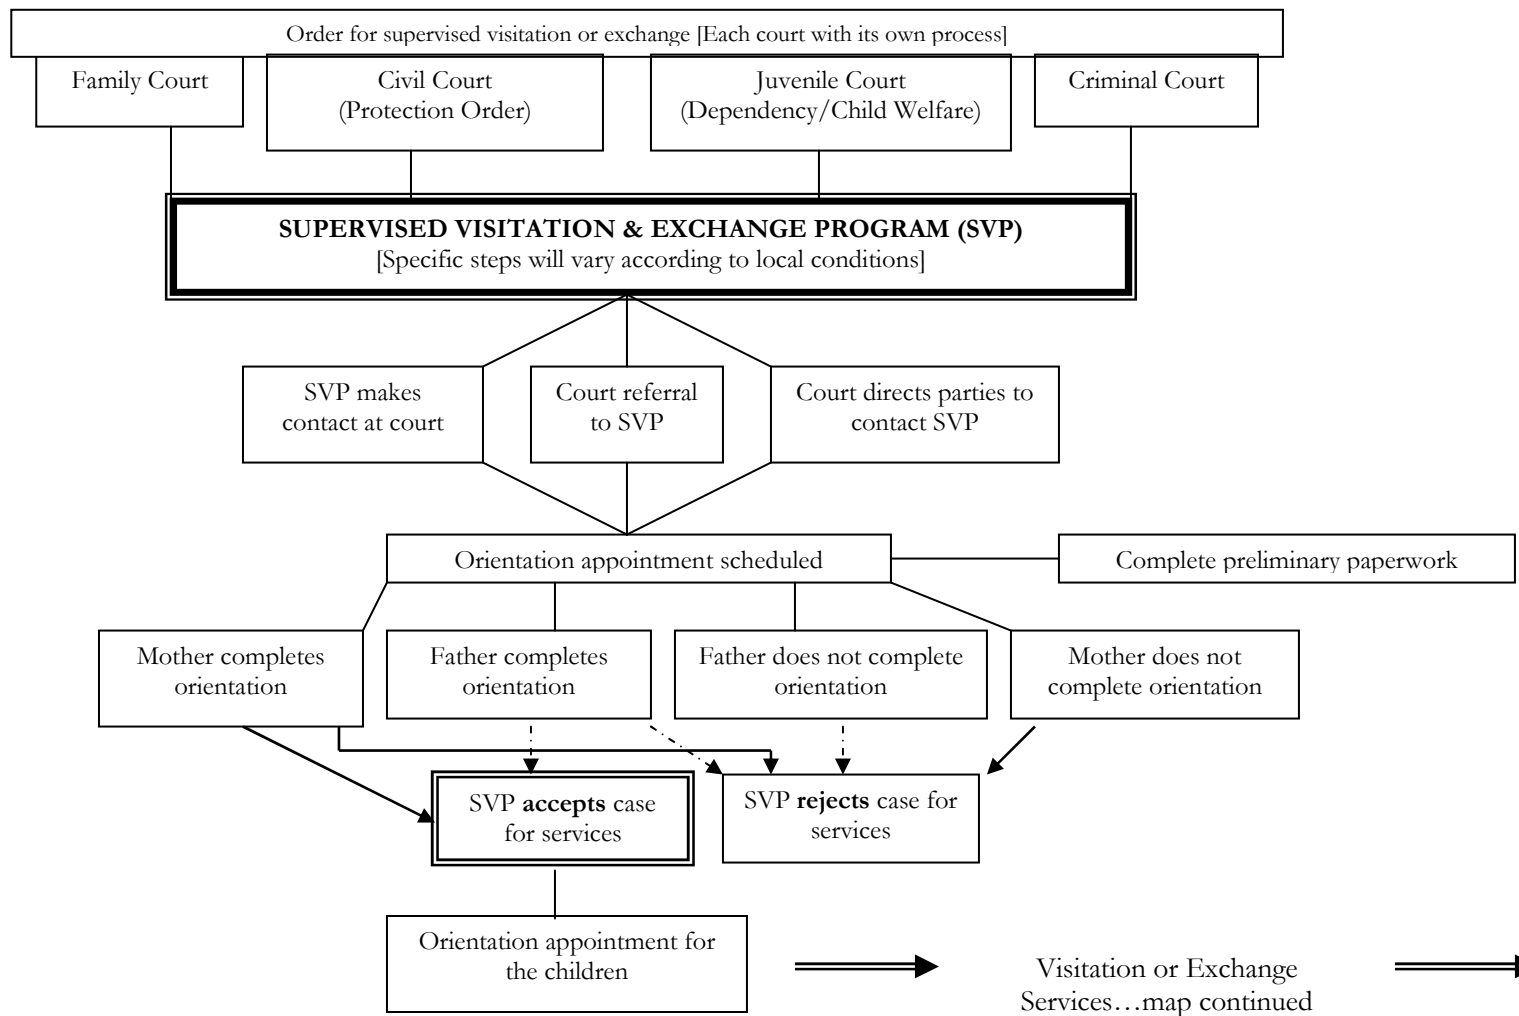 Order for supervised visitation or exchange [Each court with its own process]
Family Court
Civil Court
(Protection Order)
Juvenile Court
(Dependency/Child Welfare)
Criminal Court
SUPERVISED VISITATION & EXCHANGE PROGRAM (SVP)
[Specific steps will vary according to local conditions]
SVP makes
contact at court
Court referral
to SVP
Court directs parties to
contact SVP
Orientation appointment scheduled
Complete preliminary paperwork
Mother completes
orientation
Father completes
orientation
Father does not complete
orientation
Mother does not
complete orientation
SVP accepts case
for services
SVP rejects case for
services
Orientation appointment for
the children
Visitation or Exchange
Services…map continued